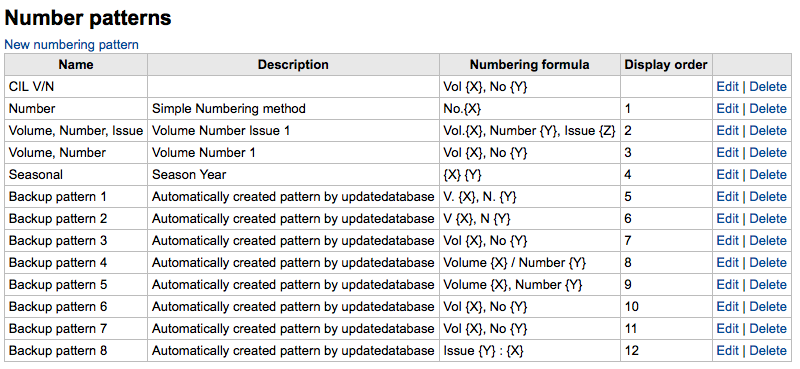 Number patterns
New numbering pattern
Name Description Numbering formula Display order
CIL V/N Vol {X}, No {Y} Edit | Delete
Number Simple Numbering method No.{X} 1 Edit | Delete
Volume, Number, Issue Volume Number Issue 1 Vol.{X}, Number {Y}, Issue {Z} 2 Edit | Delete
Volume, Number Volume Number 1 Vol {X}, No {Y} 3 Edit | Delete
Seasonal Season Year {X} {Y} 4 Edit | Delete
Backup pattern 1 Automatically created pattern by updatedatabase V. {X}, N. {Y} 5 Edit | Delete
Backup pattern 2 Automatically created pattern by updatedatabase V {X}, N {Y} 6 Edit | Delete
Backup pattern 3 Automatically created pattern by updatedatabase Vol {X}, No {Y} 7 Edit | Delete
Backup pattern 4 Automatically created pattern by updatedatabase Volume {X} / Number {Y} 8 Edit | Delete
Backup pattern 5 Automatically created pattern by updatedatabase Volume {X}, Number {Y} 9 Edit | Delete
Backup pattern 6 Automatically created pattern by updatedatabase Vol {X}, No {Y} 10 Edit | Delete
Backup pattern 7 Automatically created pattern by updatedatabase Vol {X}, No {Y} 11 Edit | Delete
Backup pattern 8 Automatically created pattern by updatedatabase Issue {Y} : {X} 12 Edit | Delete